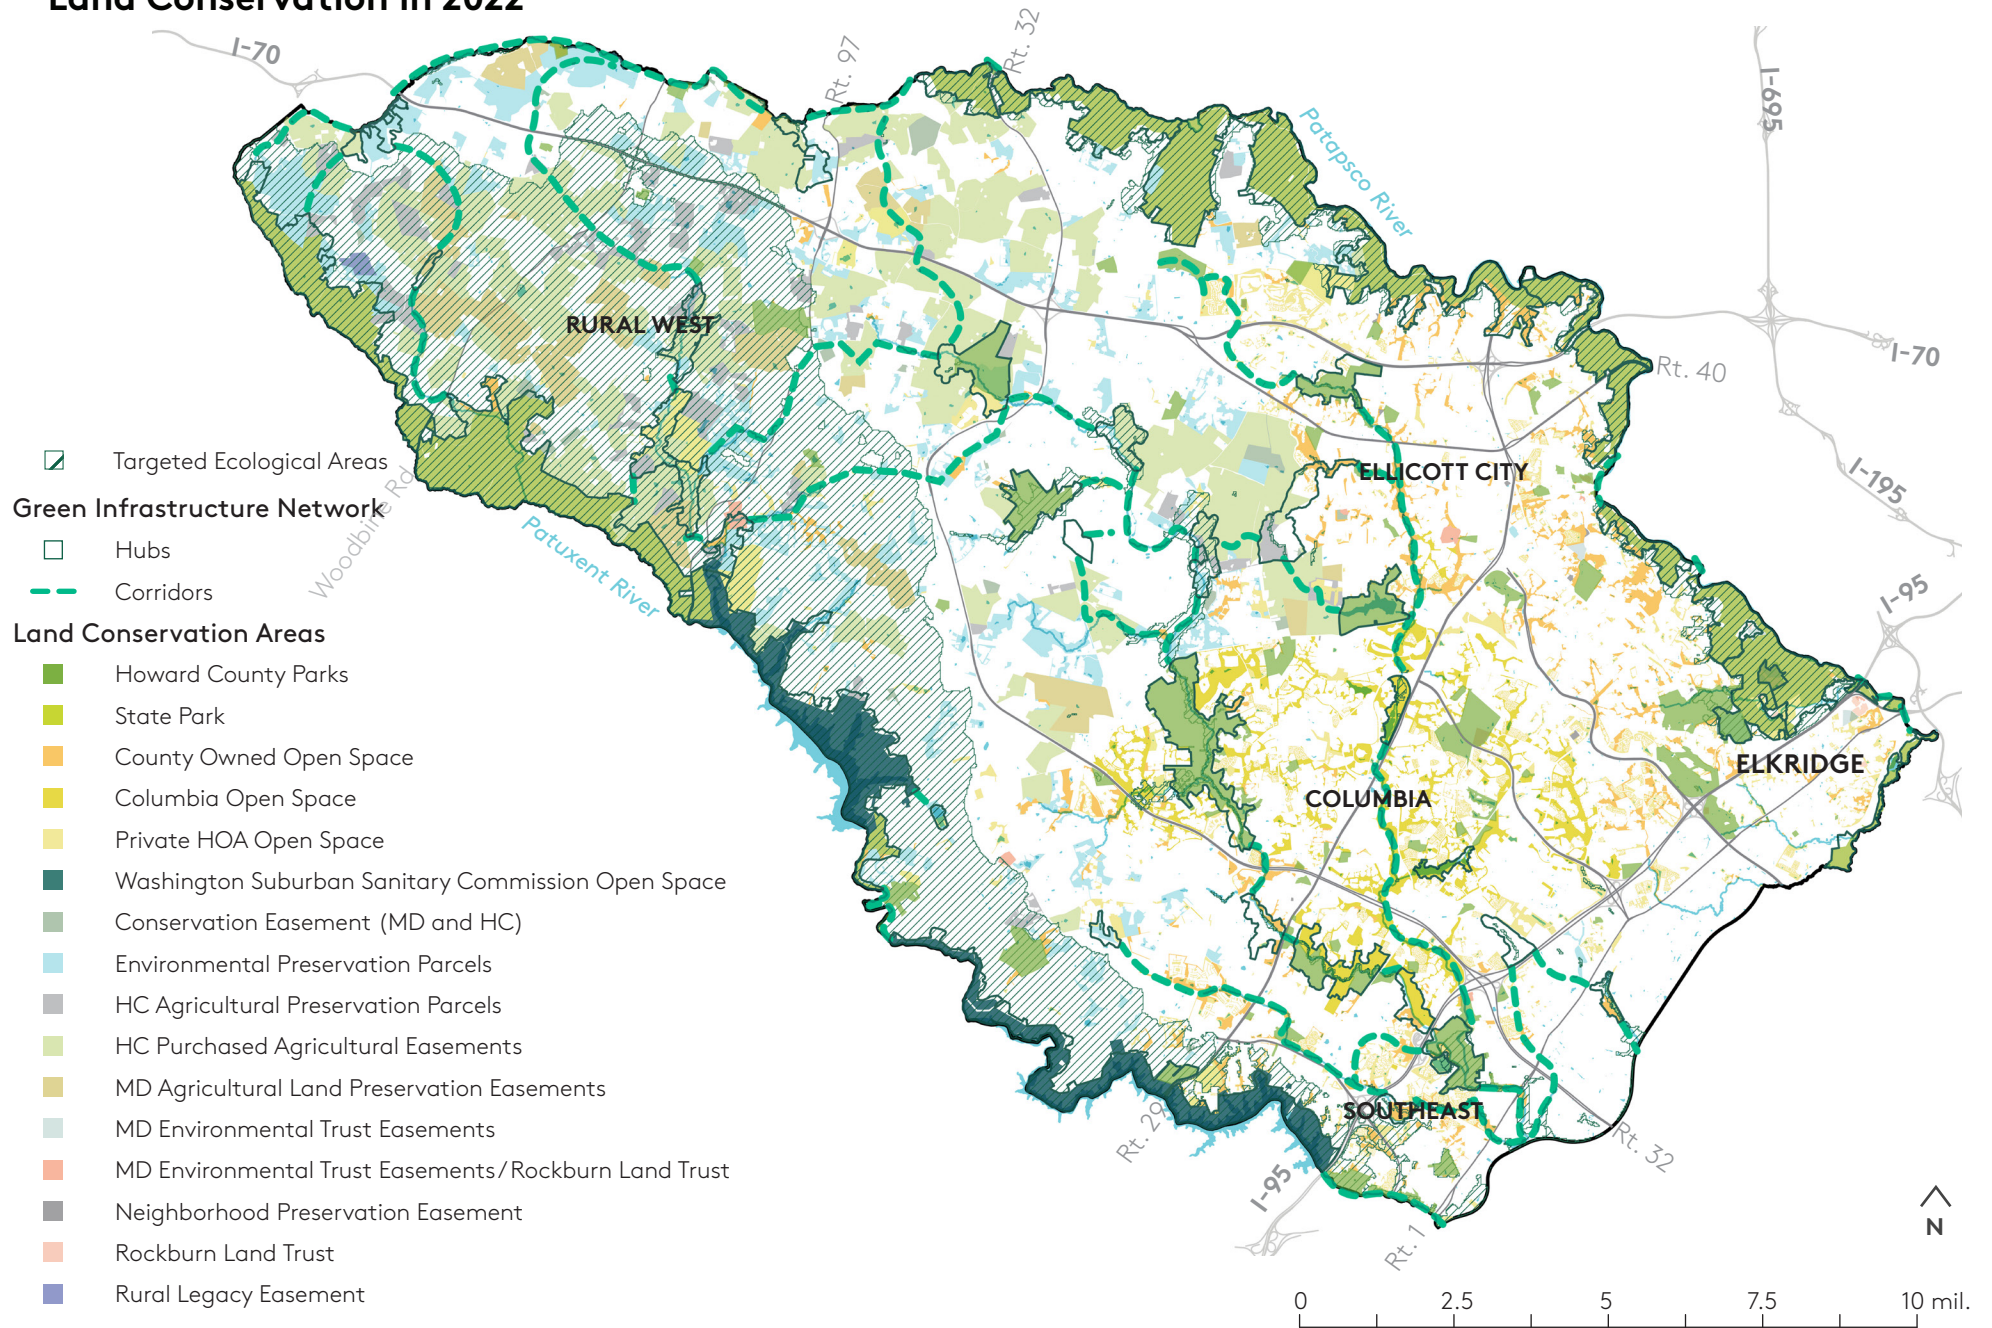 Land Conservation in 2022
I-70
Rt. 97
Rt. 32
I-695
Patapsco River
RURAL WEST
I-70
Rt. 40
Targeted Ecological Areas
ELLICOTT CITY
I-195
Green Infrastructure Network
Woodbine Rd
Patuxent River
Hubs
Corridors
I-95
Land Conservation Areas
Howard County Parks
State Park
County Owned Open Space
ELKRIDGE
Columbia Open Space
COLUMBIA
Private HOA Open Space
Washington Suburban Sanitary Commission Open Space
Conservation Easement (MD and HC)
Environmental Preservation Parcels
HC Agricultural Preservation Parcels
HC Purchased Agricultural Easements
MD Agricultural Land Preservation Easements
SOUTHEAST
MD Environmental Trust Easements
Rt. 29
Rt. 32
MD Environmental Trust Easements/Rockburn Land Trust
I-95
Neighborhood Preservation Easement
N
Rockburn Land Trust
Rt. 1
Rural Legacy Easement
0 2.5 5 7.5 10 mil.